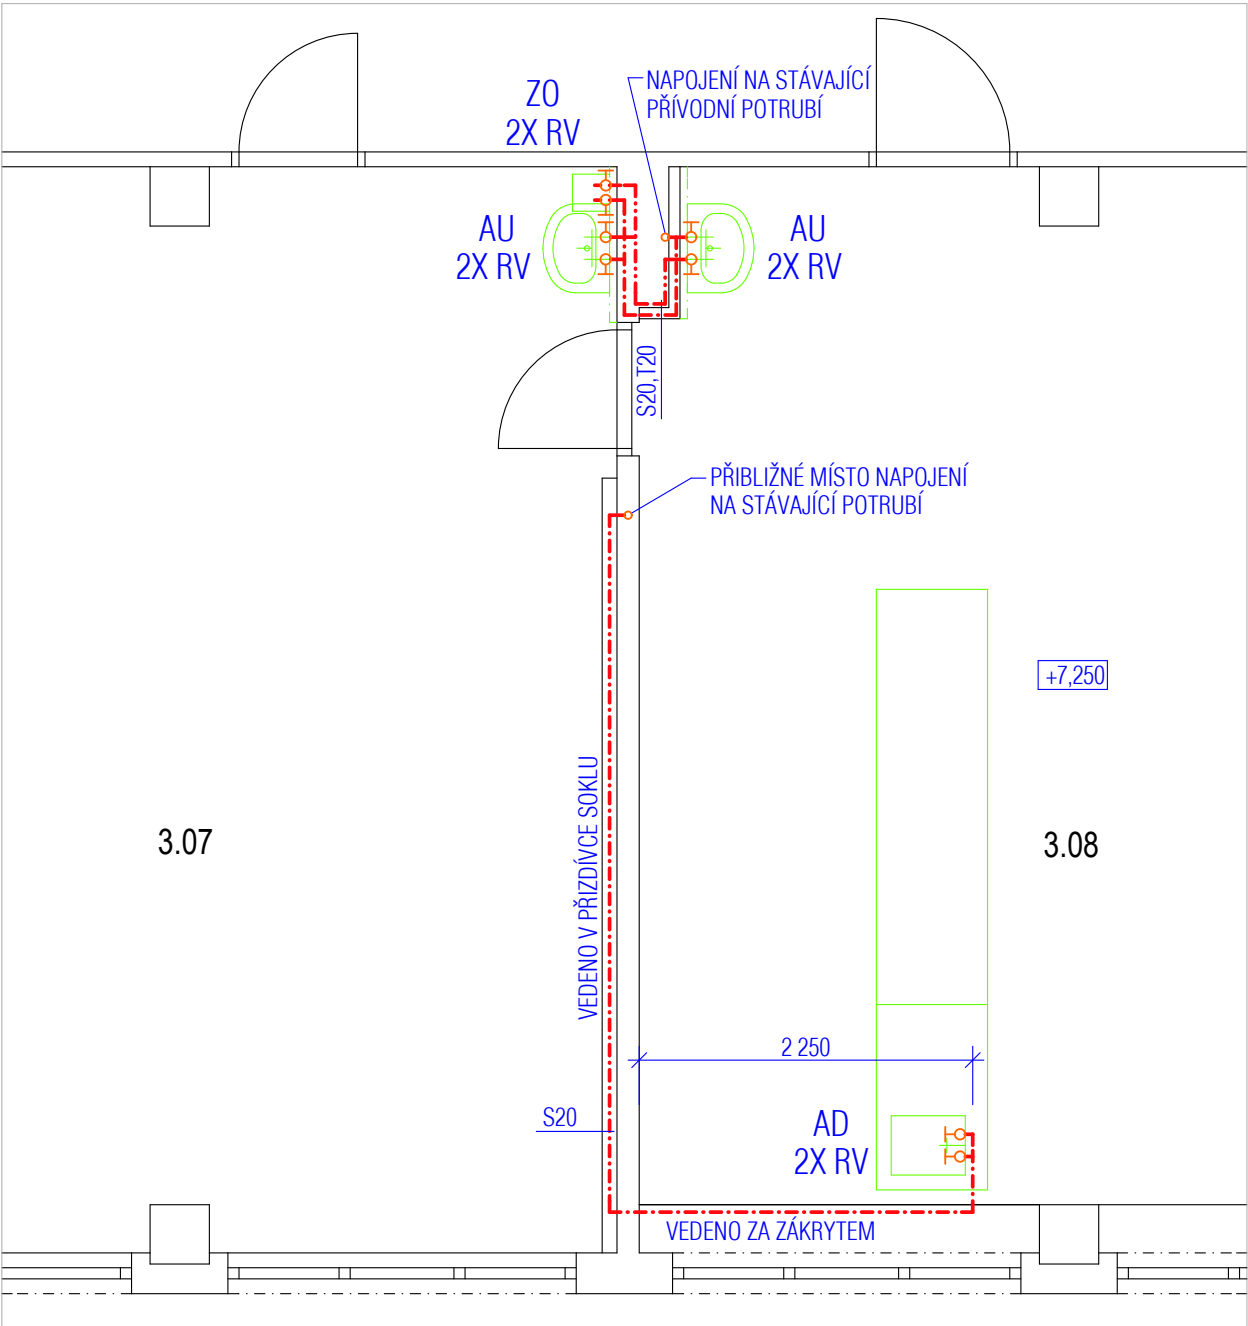 ZO
2X RV
NAPOJENÍ NA STÁVAJÍCÍ
PŘÍVODNÍ POTRUBÍ
AU
2X RV
AU
2X RV
S20,T20
PŘIBLIŽNÉ MÍSTO NAPOJENÍ
NA STÁVAJÍCÍ POTRUBÍ
+7,250
VEDENO V PŘIZDÍVCE SOKLU
3.07
3.08
2 250
S20
AD
2X RV
VEDENO ZA ZÁKRYTEM